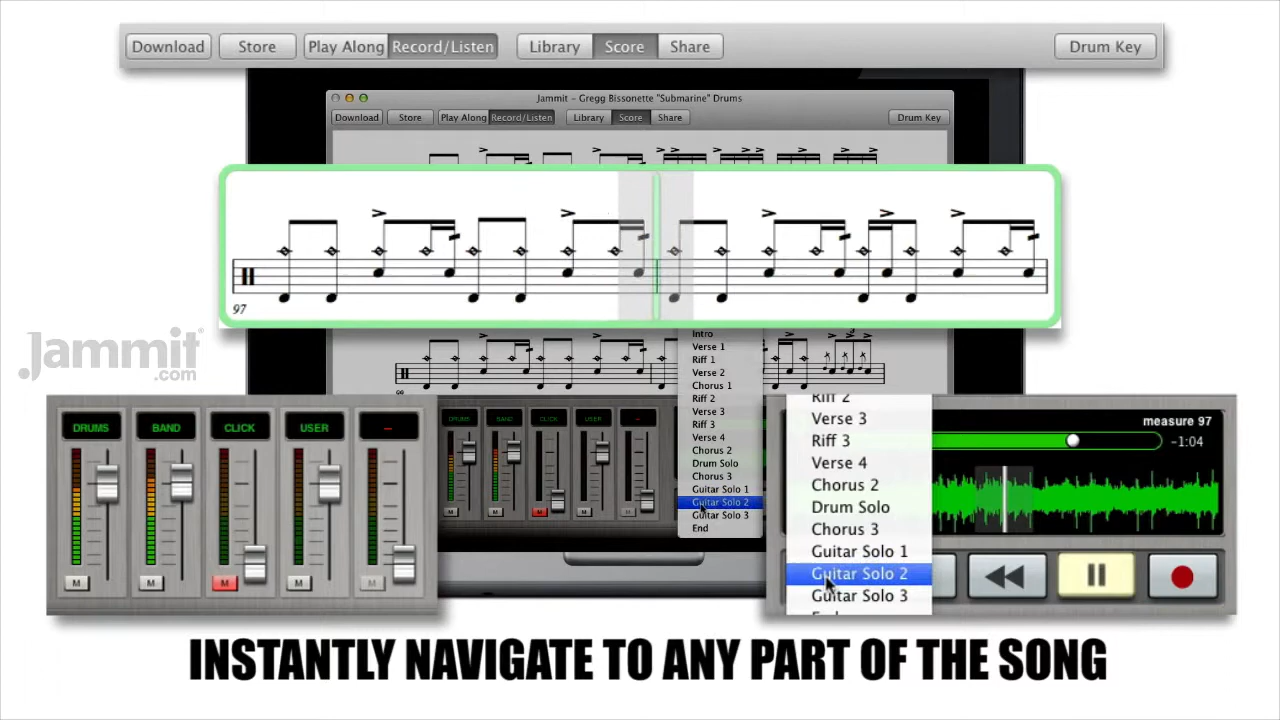 Download Store Play Along Record/Listen Library Score Share Drum Key
Jammit - Gregg Bissonette "Submarine" Drums
Download Store Play Along Record/Listen Library Score Share Drum Key
97
Jammit
.com
Intro
Verse 1
Riff 1
Verse 2
Chorus 1
Riff 2
Verse 3
Riff 3
Verse 4
Chorus 2
Drum Solo
Chorus 3
Guitar Solo 1
Guitar Solo 2
Guitar Solo 3
End
DRUMS BAND CLICK USER --
M M M M M
DRUMS BAND CLICK USER --
M M M M M
Riff 2
Verse 3
Riff 3
Verse 4
Chorus 2
Drum Solo
Chorus 3
Guitar Solo 1
Guitar Solo 2
Guitar Solo 3
End
measure 97
-1:04
INSTANTLY NAVIGATE TO ANY PART OF THE SONG